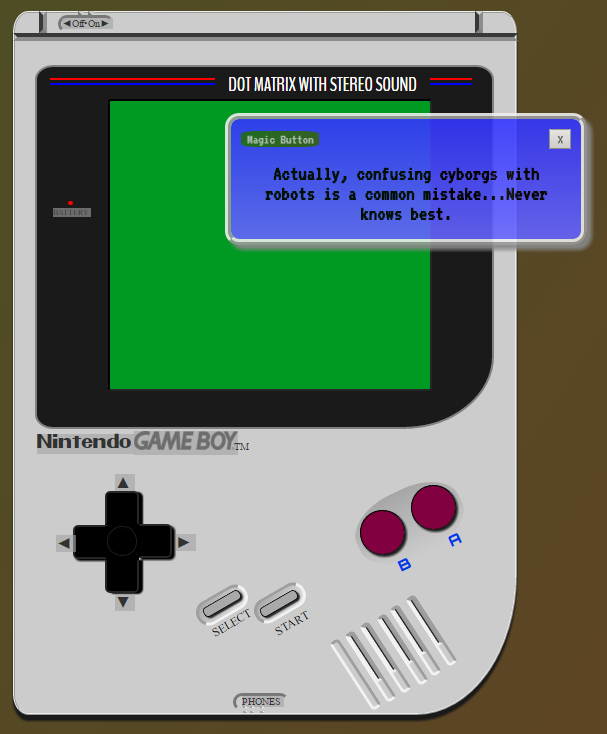 ◄Off•On►
DOT MATRIX WITH STEREO SOUND
Magic Button
X
Actually, confusing cyborgs with
robots is a common mistake...Never
knows best.
BATTERY
Nintendo GAME BOY TM
B
A
SELECT
START
PHONES